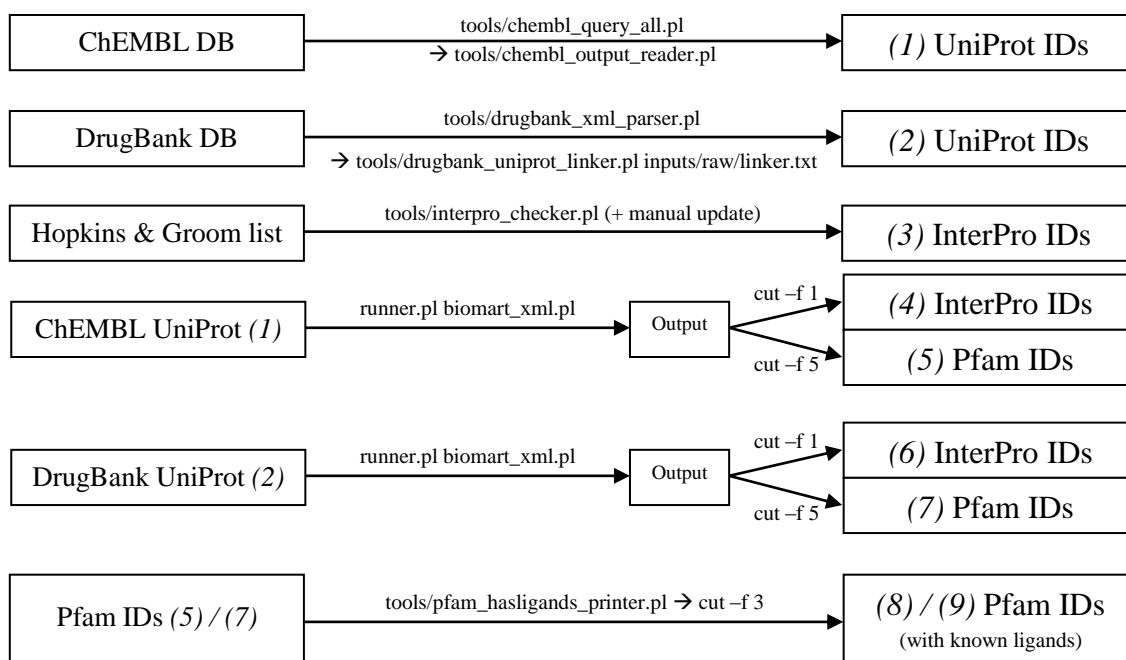 ChEMBL DB
tools/chembl_query_all.pl
→ tools/chembl_output_reader.pl
(1) UniProt IDs
DrugBank DB
tools/drugbank_xml_parser.pl
→ tools/drugbank_uniprot_linker.pl inputs/raw/linker.txt
(2) UniProt IDs
Hopkins & Groom list
tools/interpro_checker.pl (+ manual update)
(3) InterPro IDs
ChEMBL UniProt (1)
runner.pl biomart_xml.pl
Output
cut –f 1
(4) InterPro IDs
cut –f 5
(5) Pfam IDs
DrugBank UniProt (2)
runner.pl biomart_xml.pl
Output
cut –f 1
(6) InterPro IDs
cut –f 5
(7) Pfam IDs
Pfam IDs (5) / (7)
tools/pfam_hasligands_printer.pl → cut –f 3
(8) / (9) Pfam IDs
(with known ligands)